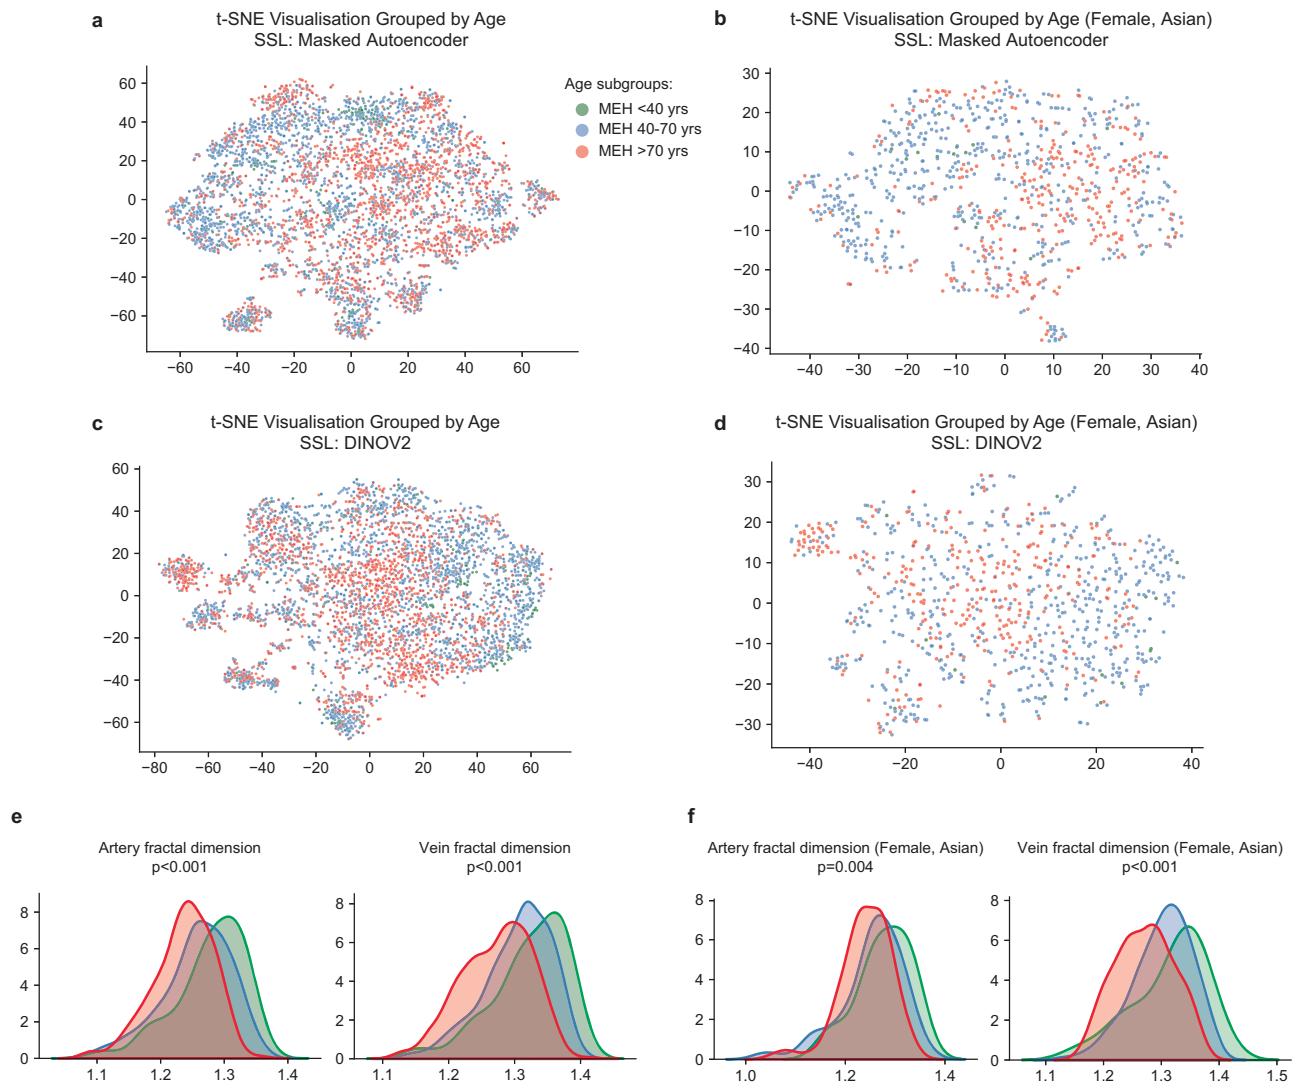 a
t-SNE Visualisation Grouped by Age
SSL: Masked Autoencoder
60
40
20
0
−20
−40
−60
−60 −40 −20 0 20 40 60
Age subgroups:
MEH <40 yrs
MEH 40-70 yrs
MEH >70 yrs
b
t-SNE Visualisation Grouped by Age (Female, Asian)
SSL: Masked Autoencoder
30
20
10
0
−10
−20
−30
−40
−40 −30 −20 −10 0 10 20 30 40
c
t-SNE Visualisation Grouped by Age
SSL: DINOV2
60
40
20
0
−20
−40
−60
−80 −60 −40 −20 0 20 40 60
d
t-SNE Visualisation Grouped by Age (Female, Asian)
SSL: DINOV2
30
20
10
0
−10
−20
−30
−40 −20 0 20 40
e
Artery fractal dimension
p<0.001
8
6
4
2
0
1.1 1.2 1.3 1.4
Vein fractal dimension
p<0.001
8
6
4
2
0
1.1 1.2 1.3 1.4
f
Artery fractal dimension (Female, Asian)
p=0.004
8
6
4
2
0
1.0 1.2 1.4
Vein fractal dimension (Female, Asian)
p<0.001
8
6
4
2
0
1.1 1.2 1.3 1.4 1.5